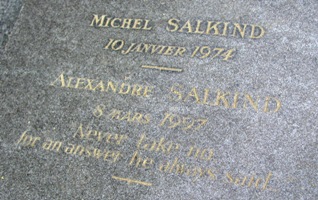 MICHEL SALKIND
10 JANVIER 1974
ALEXANDRE SALKIND
8 MARS 1997
Never take no
for an answer he always said